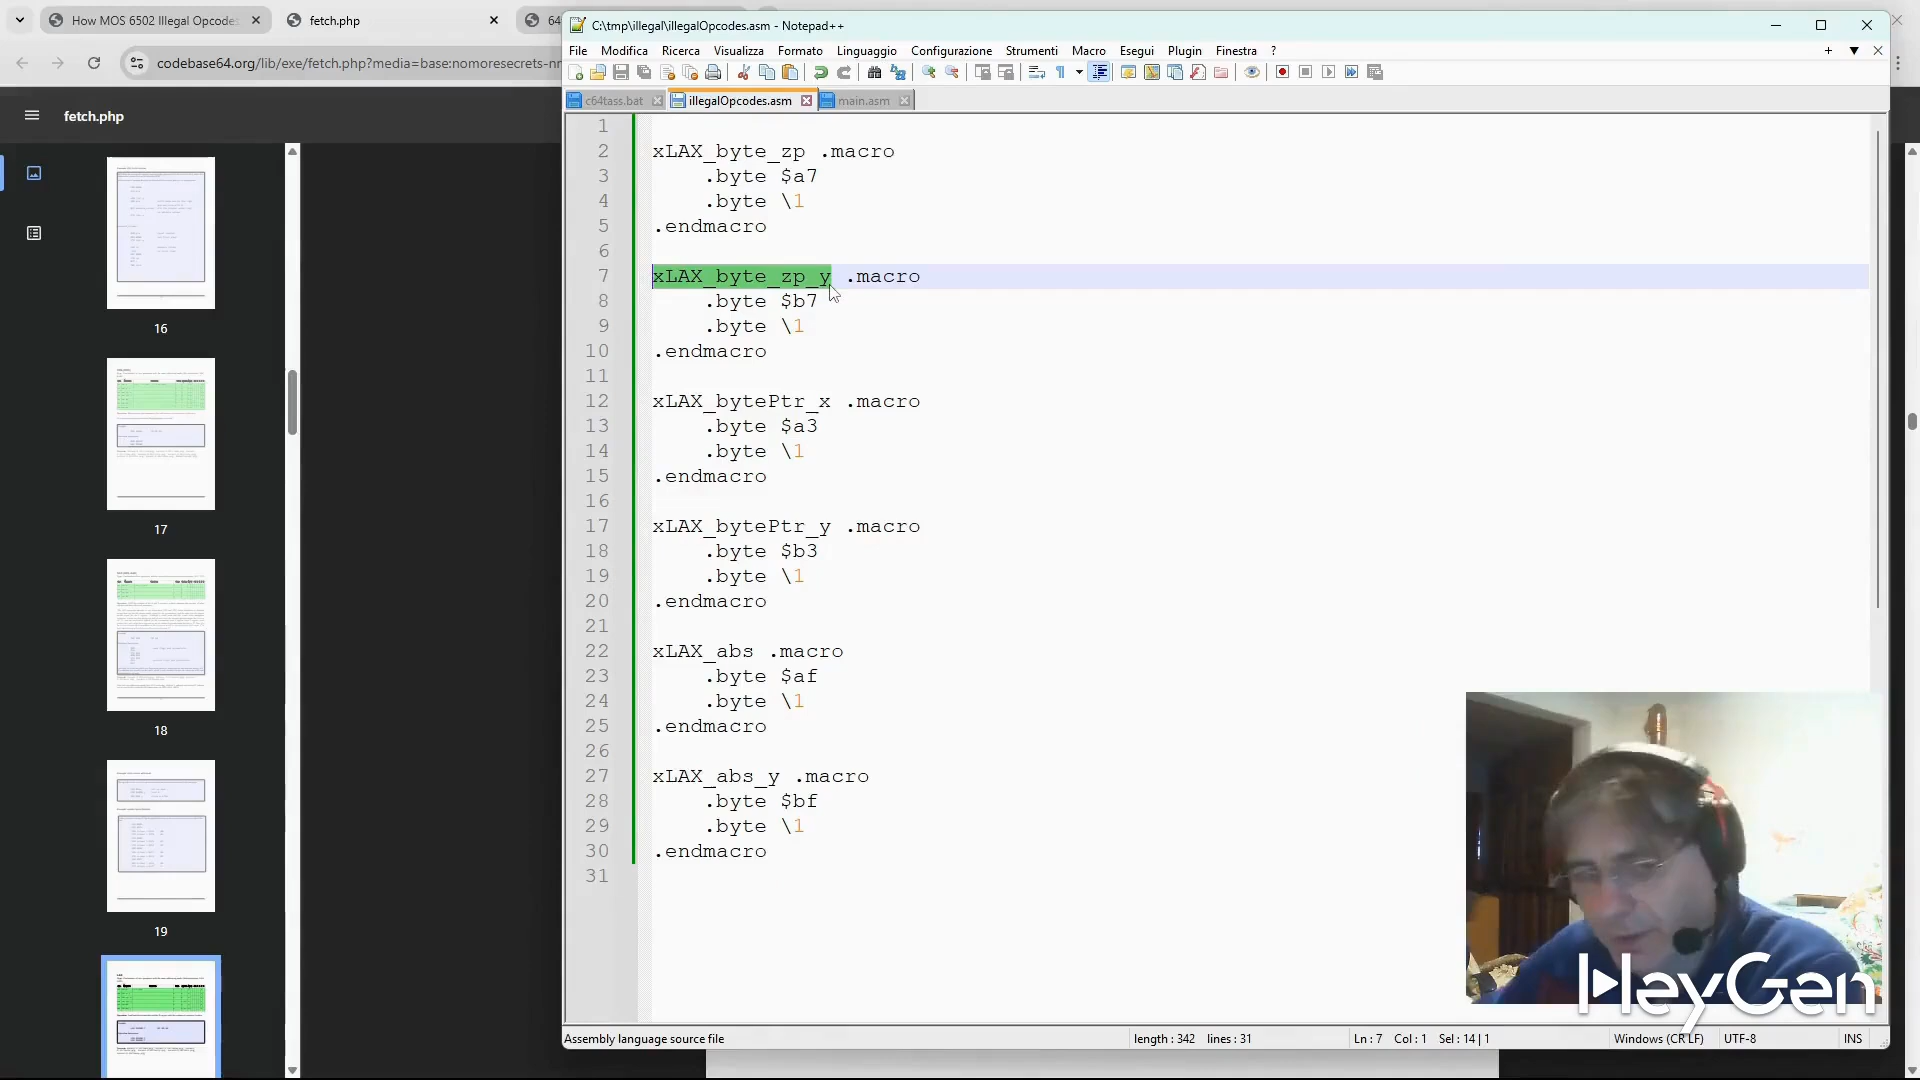 How MOS 6502 Illegal Opcodes
fetch.php
64
codebase64.org/lib/exe/fetch.php?media=base:nomoresecrets-nm
fetch.php
16
17
18
19
C:\tmp\illegal\illegalOpcodes.asm - Notepad++
File Modifica Ricerca Visualizza Formato Linguaggio Configurazione Strumenti Macro Esegui Plugin Finestra ?
c64tass.bat illegalOpcodes.asm main.asm
1
2 xLAX_byte_zp .macro
3 .byte $a7
4 .byte \1
5 .endmacro
6
7 xLAX_byte_zp_y .macro
8 .byte $b7
9 .byte \1
10 .endmacro
11
12 xLAX_bytePtr_x .macro
13 .byte $a3
14 .byte \1
15 .endmacro
16
17 xLAX_bytePtr_y .macro
18 .byte $b3
19 .byte \1
20 .endmacro
21
22 xLAX_abs .macro
23 .byte $af
24 .byte \1
25 .endmacro
26
27 xLAX_abs_y .macro
28 .byte $bf
29 .byte \1
30 .endmacro
31
HeyGen
Assembly language source file length : 342 lines : 31 Ln : 7 Col : 1 Sel : 14 | 1 Windows (CR LF) UTF-8 INS